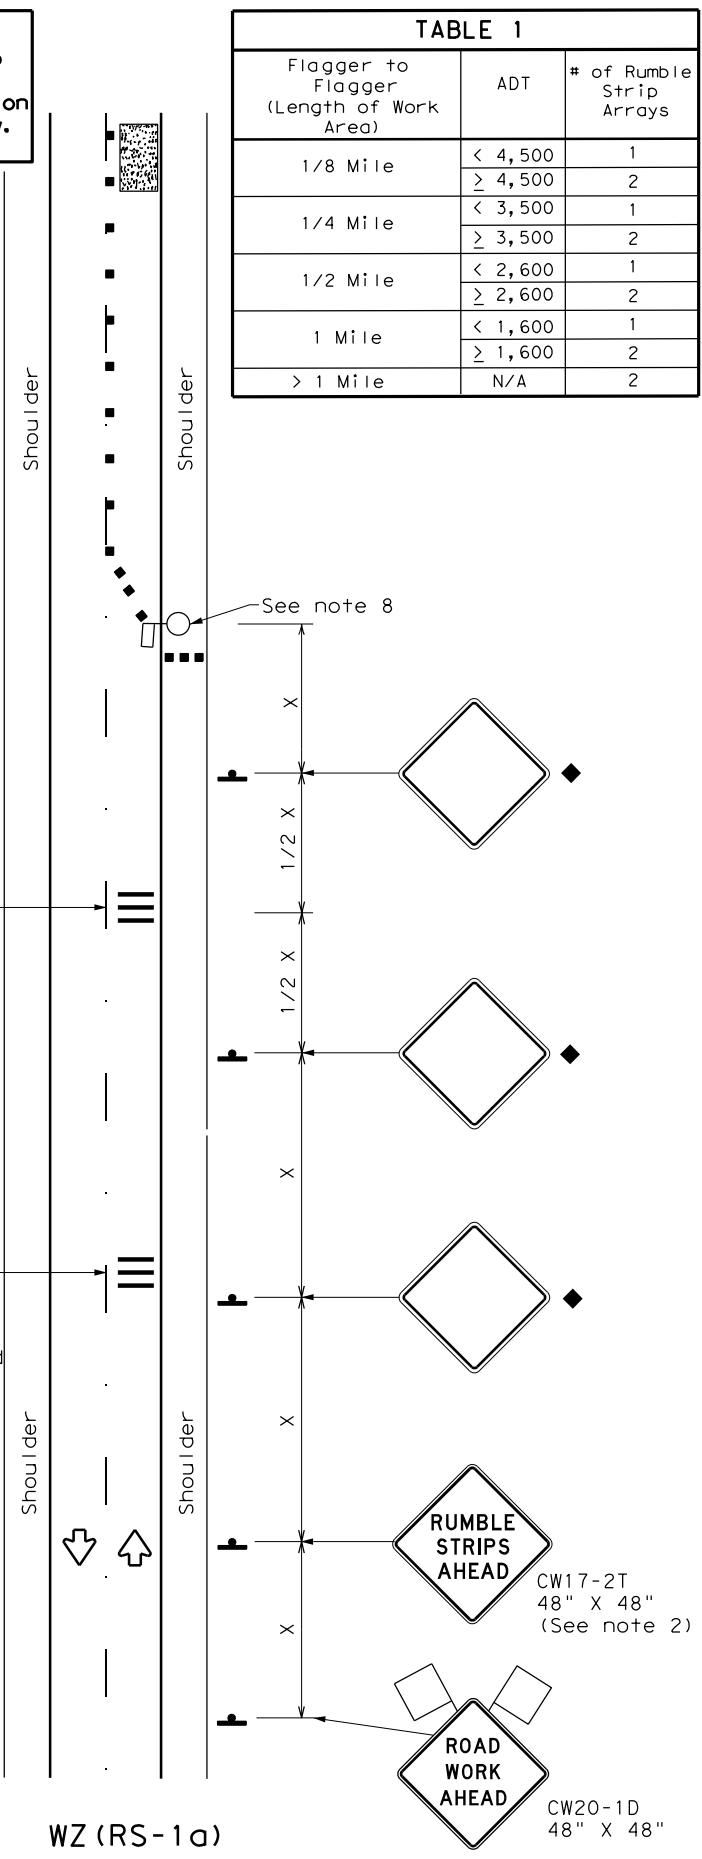 on
TABLE 1
Flagger to
Flagger
(Length of Work
Area)
ADT
# of Rumble
Strip
Arrays
1/8 Mile
< 4,500
1
≥ 4,500
2
1/4 Mile
< 3,500
1
≥ 3,500
2
1/2 Mile
< 2,600
1
≥ 2,600
2
1 Mile
< 1,600
1
≥ 1,600
2
> 1 Mile
N/A
2
Shoulder
Shoulder
See note 8
X
1/2 X
1/2 X
X
X
X
Shoulder
Shoulder
RUMBLE
STRIPS
AHEAD
CW17-2T
48" X 48"
(See note 2)
ROAD
WORK
AHEAD
CW20-1D
48" X 48"
WZ(RS-1a)